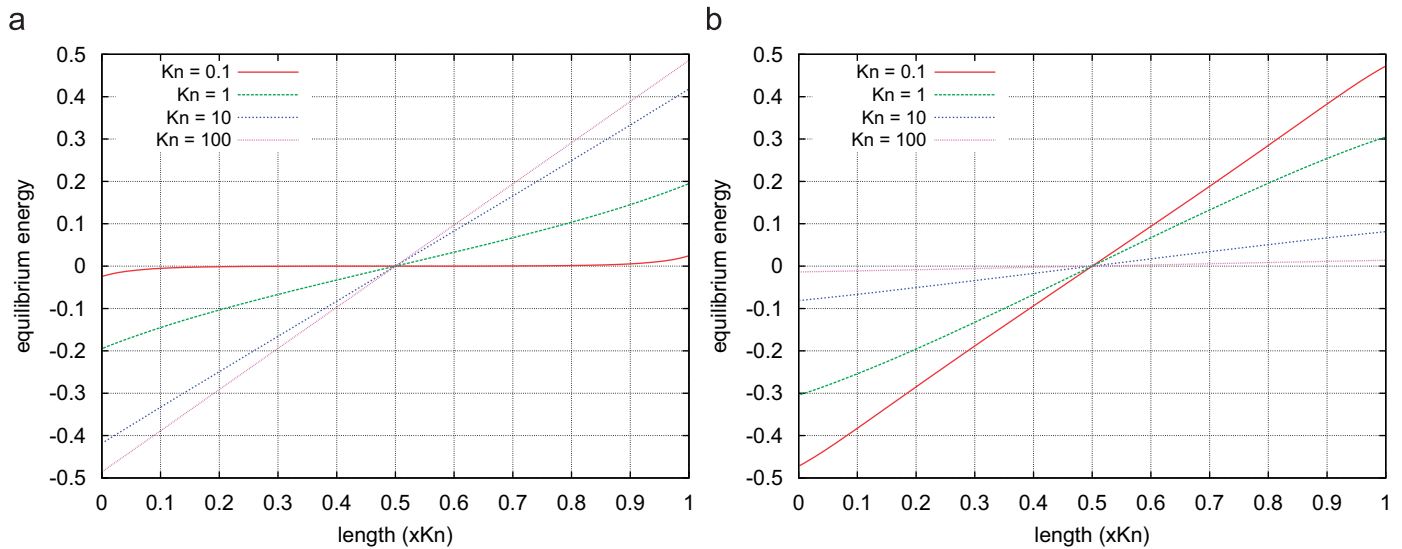 a
0.5
0.4
0.3
0.2
0.1
0
-0.1
-0.2
-0.3
-0.4
-0.5
equilibrium energy
Kn = 0.1
Kn = 1
Kn = 10
Kn = 100
0 0.1 0.2 0.3 0.4 0.5 0.6 0.7 0.8 0.9 1
length (xKn)
b
0.5
0.4
0.3
0.2
0.1
0
-0.1
-0.2
-0.3
-0.4
-0.5
equilibrium energy
Kn = 0.1
Kn = 1
Kn = 10
Kn = 100
0 0.1 0.2 0.3 0.4 0.5 0.6 0.7 0.8 0.9 1
length (xKn)